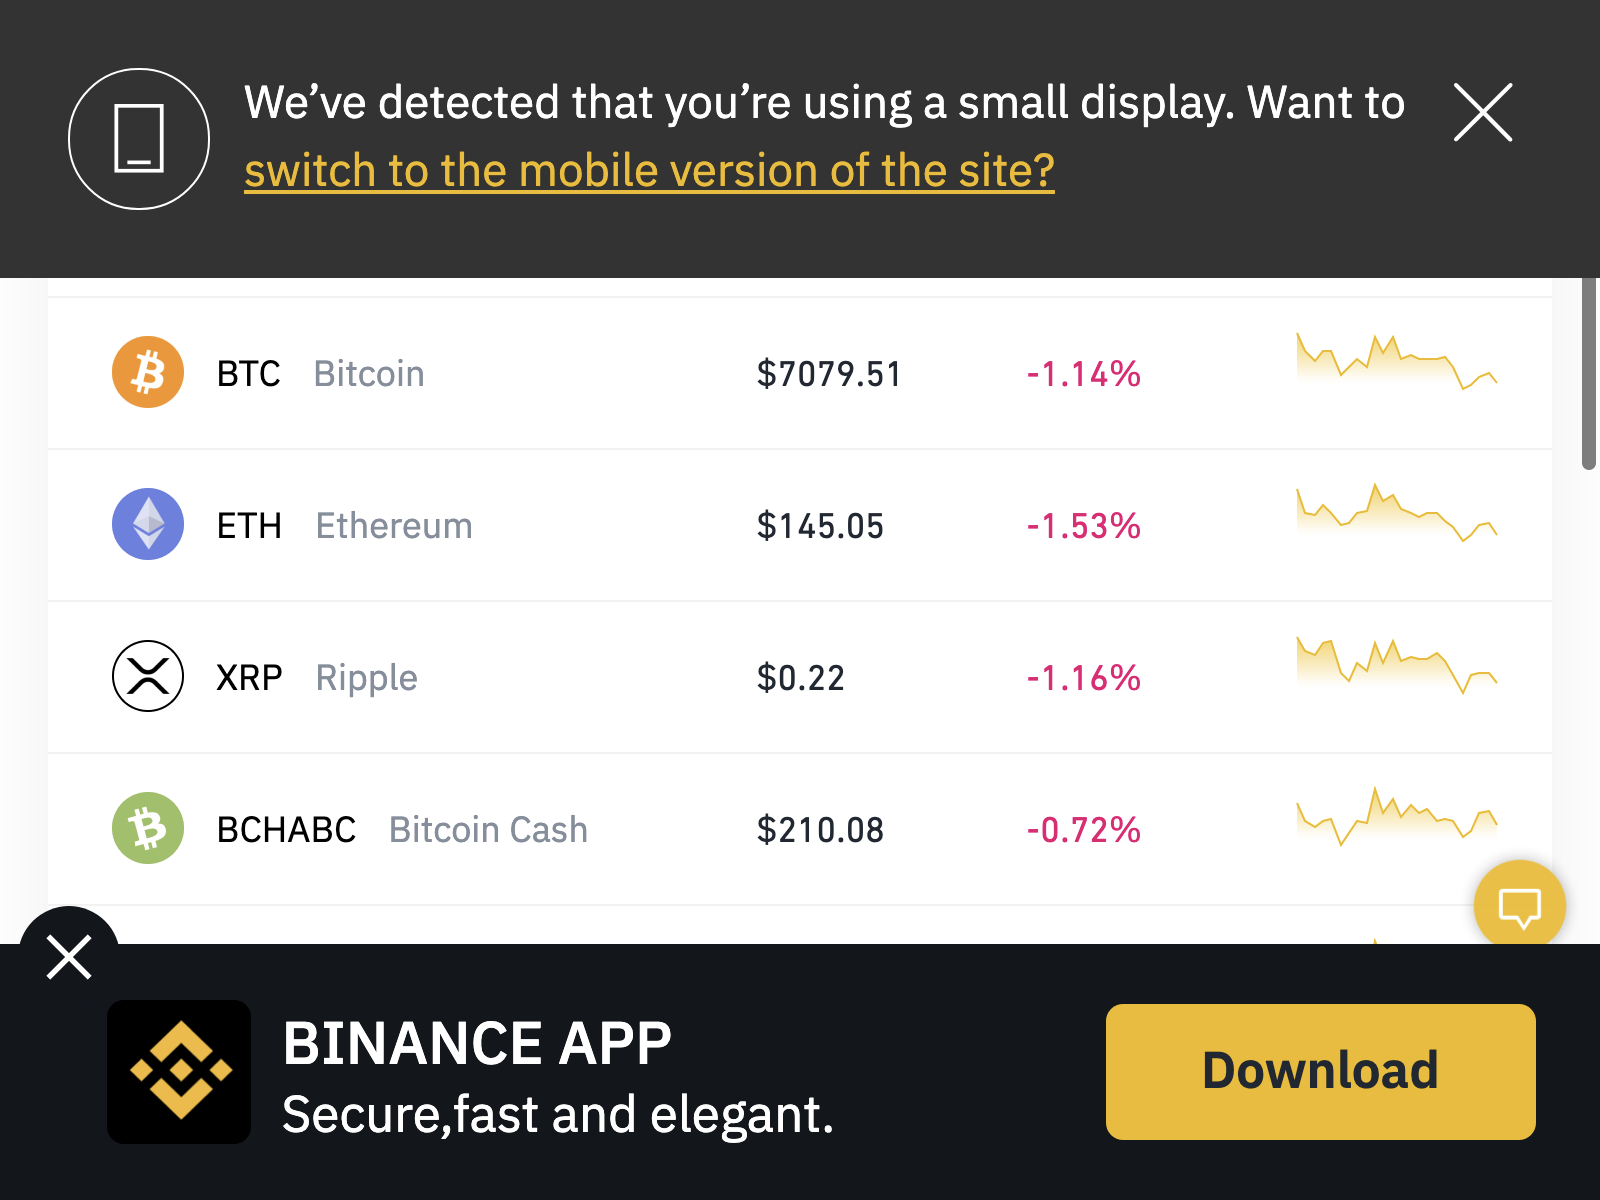 We’ve detected that you’re using a small display. Want to
switch to the mobile version of the site?
BTC Bitcoin $7079.51 -1.14%
ETH Ethereum $145.05 -1.53%
XRP Ripple $0.22 -1.16%
BCHABC Bitcoin Cash $210.08 -0.72%
BINANCE APP
Secure,fast and elegant.
Download